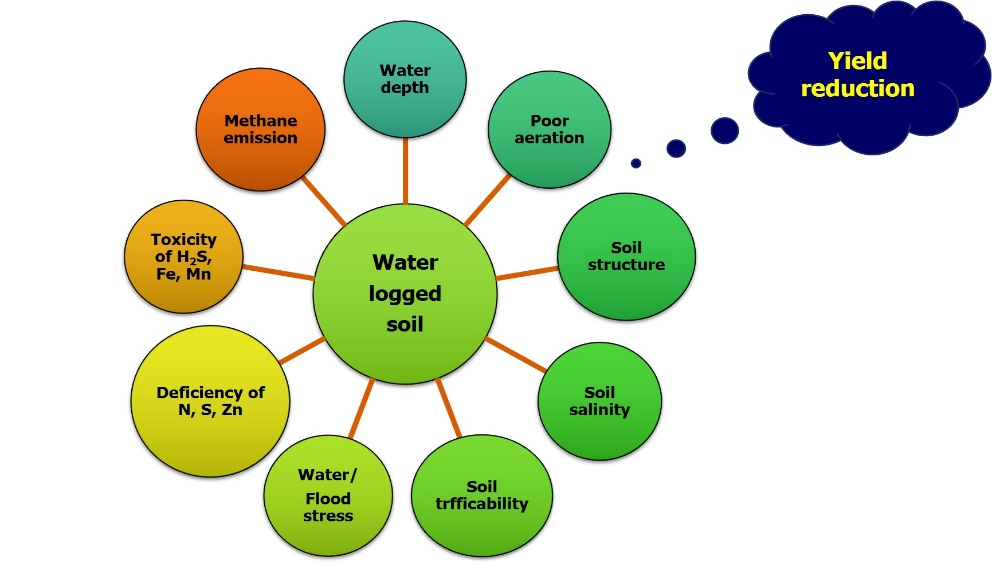 Yield
reduction
Water
depth
Poor
aeration
Methane
emission
Soil
structure
Toxicity
of H₂S,
Fe, Mn
Water
logged
soil
Soil
salinity
Deficiency of
N, S, Zn
Soil
trfficability
Water/
Flood
stress